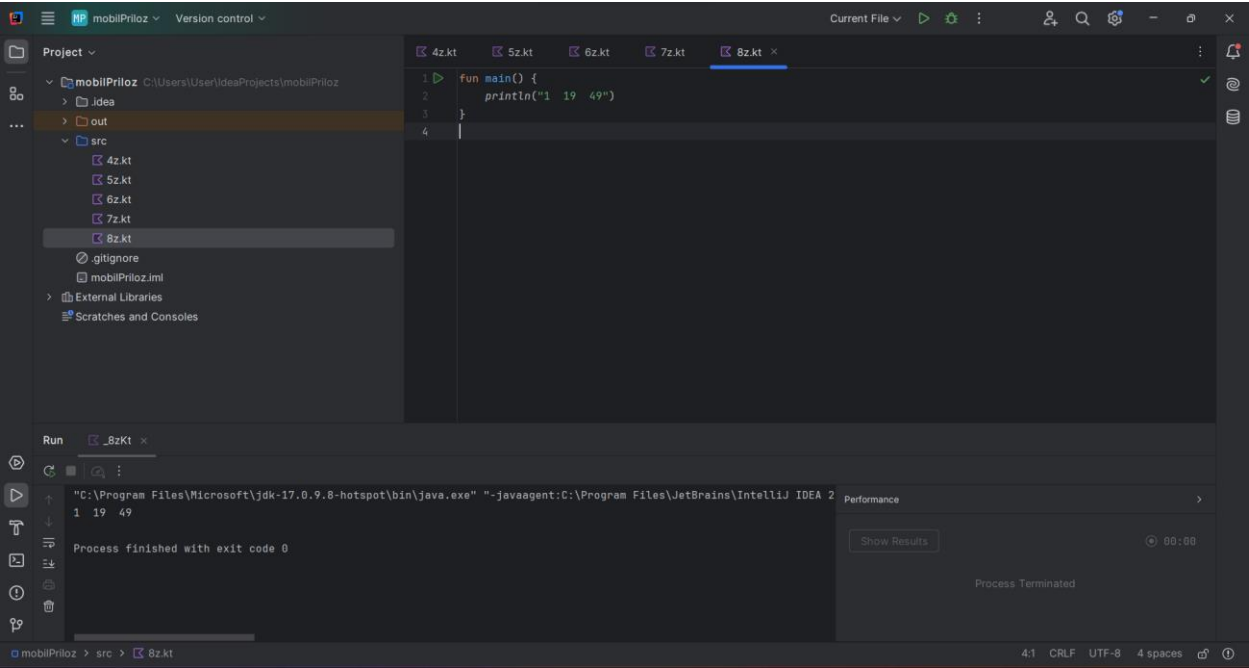 MP mobilPriloz Version control Current File
Project
mobilPriloz C:\Users\User\IdeaProjects\mobilPriloz
.idea
out
src
4z.kt
5z.kt
6z.kt
7z.kt
8z.kt
.gitignore
mobilPriloz.iml
External Libraries
Scratches and Consoles
4z.kt 5z.kt 6z.kt 7z.kt 8z.kt
1 fun main() {
2 println("1  19  49")
3 }
4
Run _8zKt
"C:\Program Files\Microsoft\jdk-17.0.9.8-hotspot\bin\java.exe" "-javaagent:C:\Program Files\JetBrains\IntelliJ IDEA 2
1  19  49
Process finished with exit code 0
Performance
Show Results 00:00
Process Terminated
mobilPriloz > src > 8z.kt 4:1 CRLF UTF-8 4 spaces